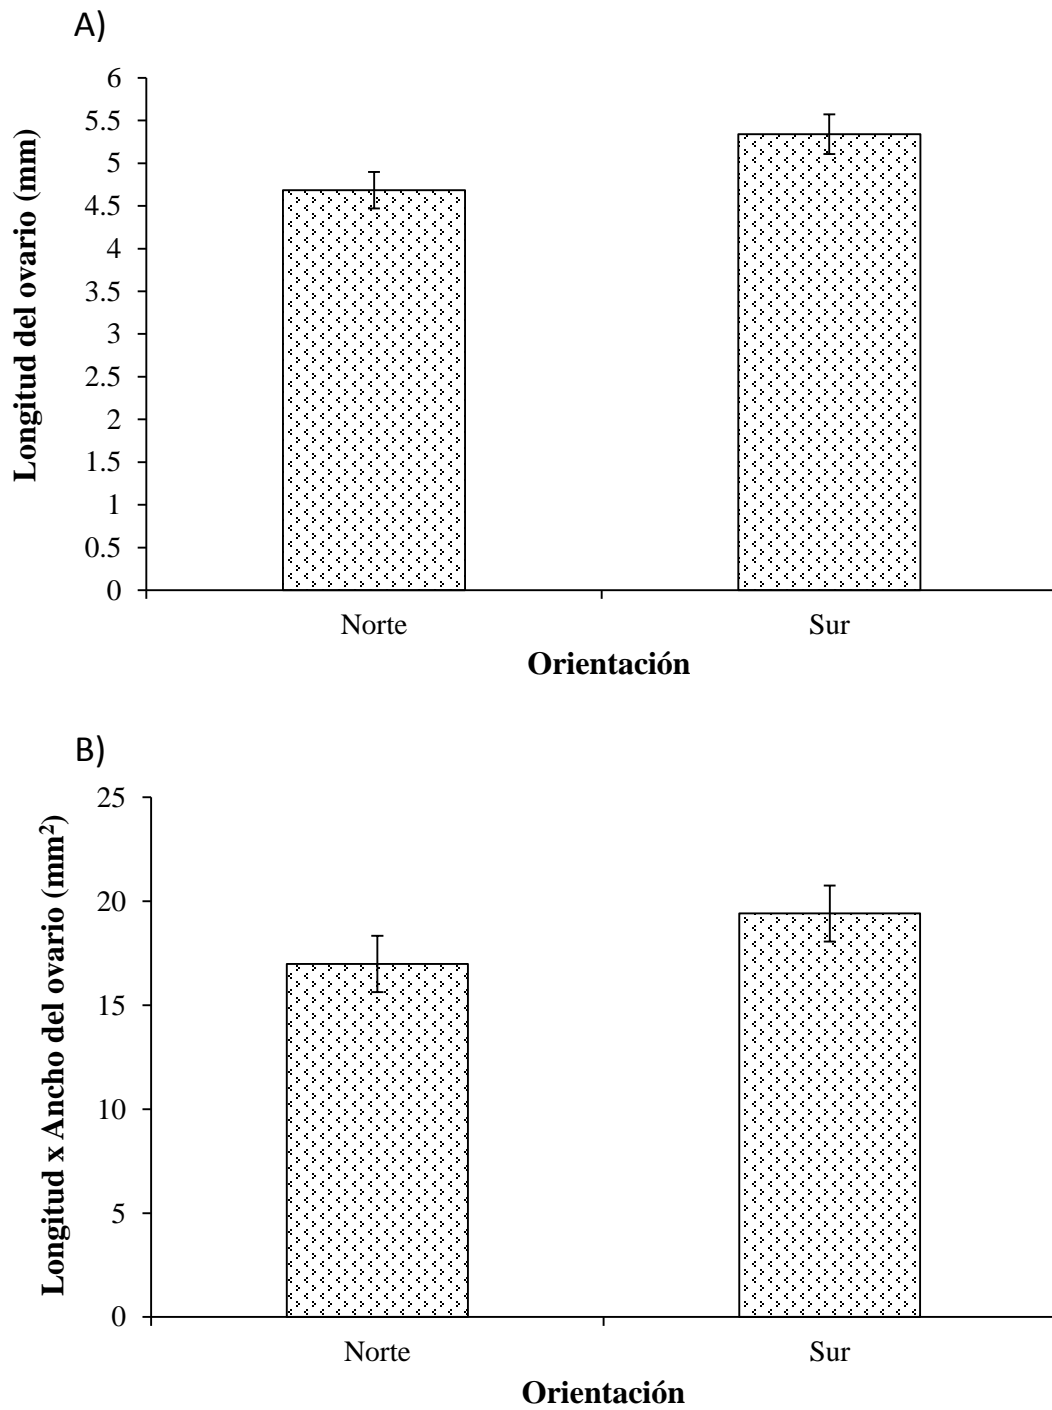 A)
Longitud del ovario (mm)
6
5.5
5
4.5
4
3.5
3
2.5
2
1.5
1
0.5
0
Norte
Sur
Orientación
B)
Longitud x Ancho del ovario (mm²)
25
20
15
10
5
0
Norte
Sur
Orientación